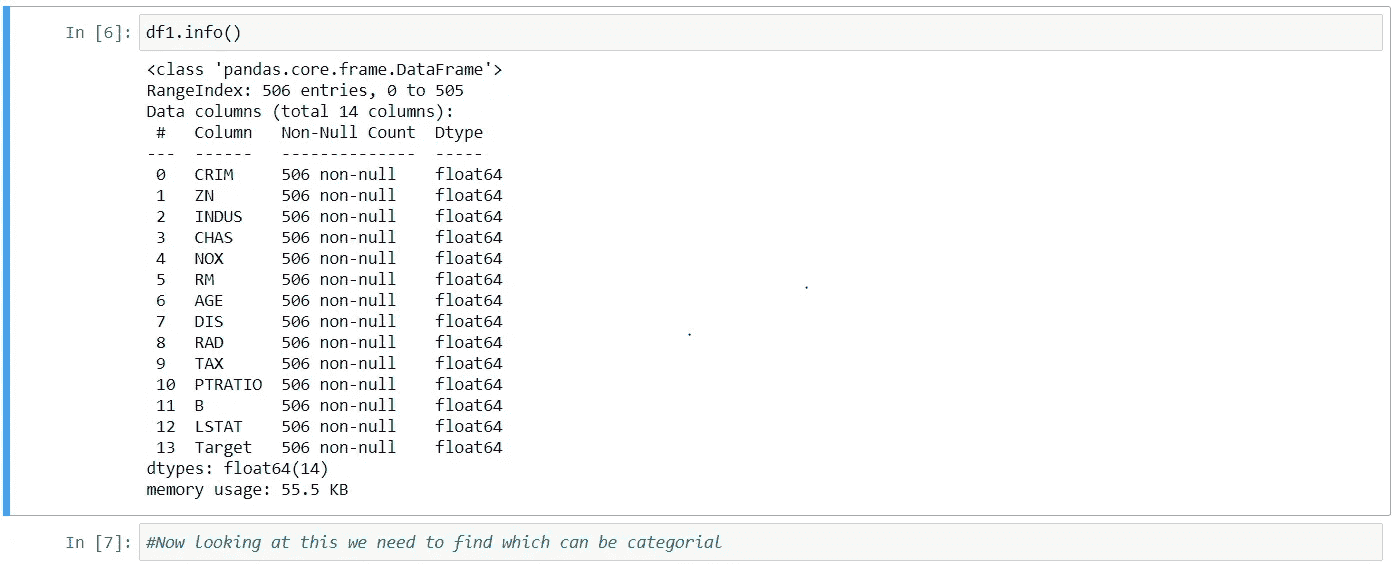 In [6]: df1.info()
<class 'pandas.core.frame.DataFrame'>
RangeIndex: 506 entries, 0 to 505
Data columns (total 14 columns):
 #   Column   Non-Null Count  Dtype
---  ------   --------------  -----
 0   CRIM     506 non-null    float64
 1   ZN       506 non-null    float64
 2   INDUS    506 non-null    float64
 3   CHAS     506 non-null    float64
 4   NOX      506 non-null    float64
 5   RM       506 non-null    float64
 6   AGE      506 non-null    float64
 7   DIS      506 non-null    float64
 8   RAD      506 non-null    float64
 9   TAX      506 non-null    float64
 10  PTRATIO  506 non-null    float64
 11  B        506 non-null    float64
 12  LSTAT    506 non-null    float64
 13  Target   506 non-null    float64
dtypes: float64(14)
memory usage: 55.5 KB
In [7]: #Now looking at this we need to find which can be categorial